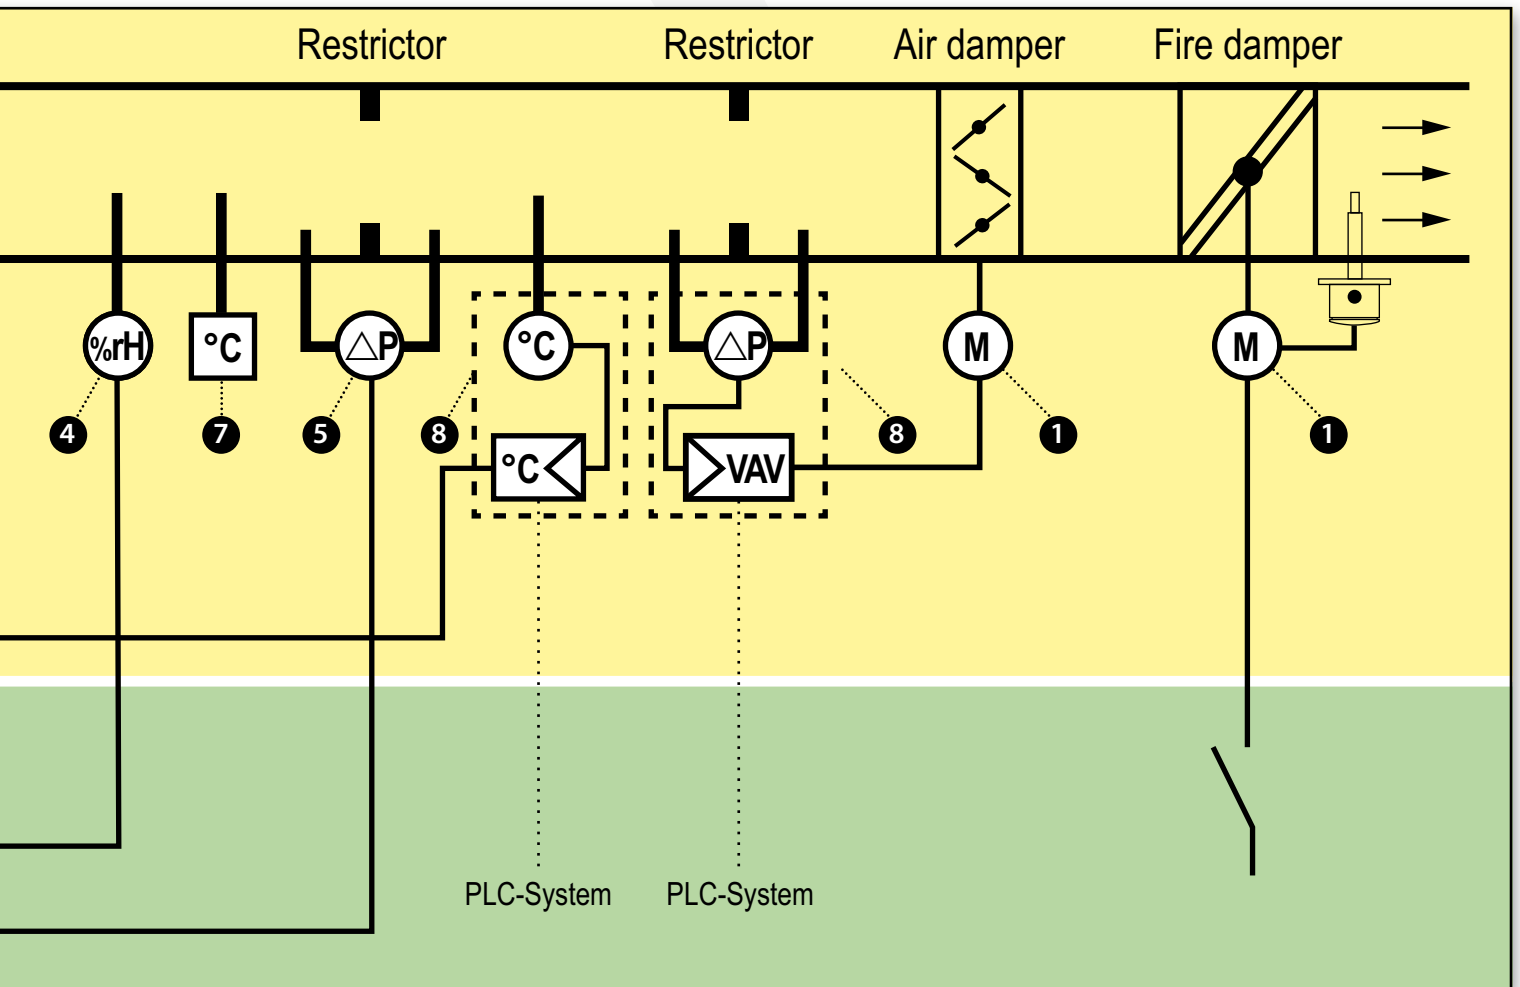 Restrictor Restrictor Air damper Fire damper
%rH °C △P °C △P M M
4 7 5 8 8 1 1
°C VAV
PLC-System PLC-System